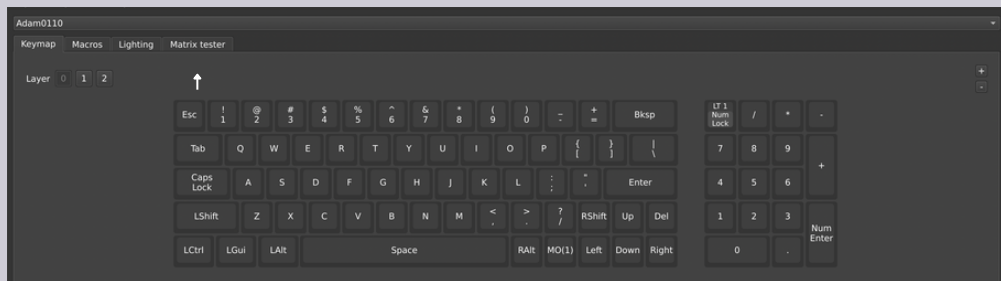 Adam0110
Keymap Macros Lighting Matrix tester
Layer 0 1 2
+
-
Esc ! 1 @ 2 # 3 $ 4 % 5 ^ 6 & 7 * 8 ( 9 ) 0 _ - + = Bksp LT 1 Num Lock / * -
Tab Q W E R T Y U I O P { [ } ] | \ 7 8 9 +
Caps Lock A S D F G H J K L : ; " ' Enter 4 5 6
LShift Z X C V B N M < , > . ? / RShift Up Del 1 2 3 Num Enter
LCtrl LGui LAlt Space RAlt MO(1) Left Down Right 0 .